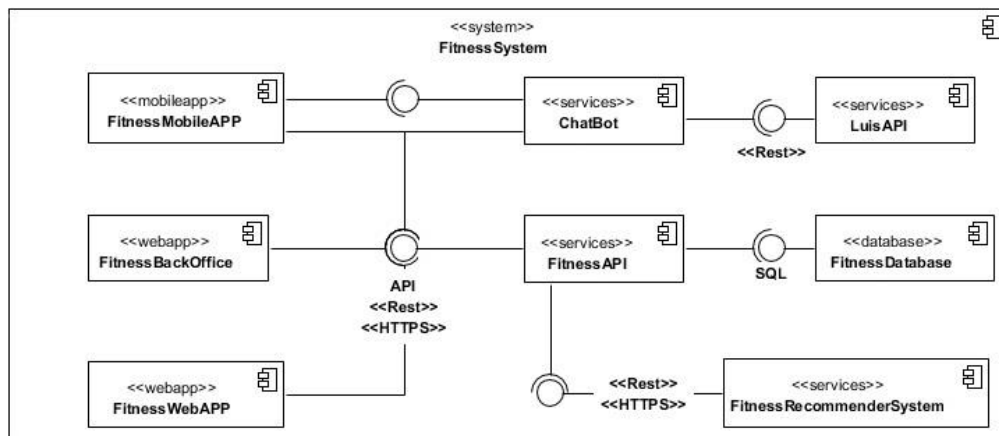 <<system>>
FitnessSystem
<<mobileapp>>
FitnessMobileAPP
<<services>>
ChatBot
<<services>>
LuisAPI
<<Rest>>
<<webapp>>
FitnessBackOffice
<<services>>
FitnessAPI
<<database>>
FitnessDatabase
API
<<Rest>>
<<HTTPS>>
SQL
<<webapp>>
FitnessWebAPP
<<Rest>>
<<HTTPS>>
<<services>>
FitnessRecommenderSystem